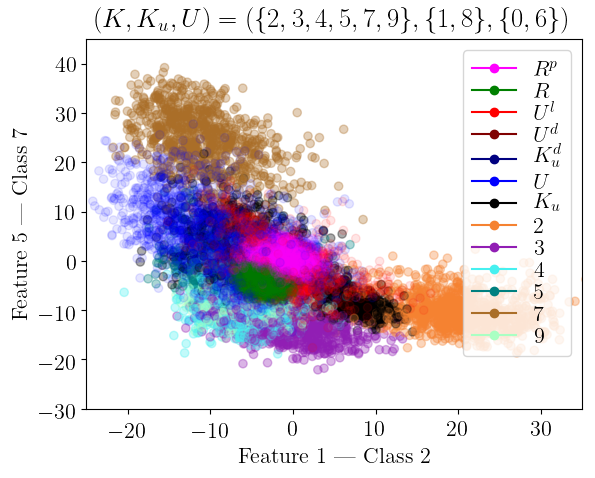 (K, K_u, U) = ({2, 3, 4, 5, 7, 9}, {1, 8}, {0, 6})
40
30
20
10
0
−10
−20
−30
Feature 5 — Class 7
R^p
R
U^l
U^d
K_u^d
U
K_u
2
3
4
5
7
9
−20 −10 0 10 20 30
Feature 1 — Class 2